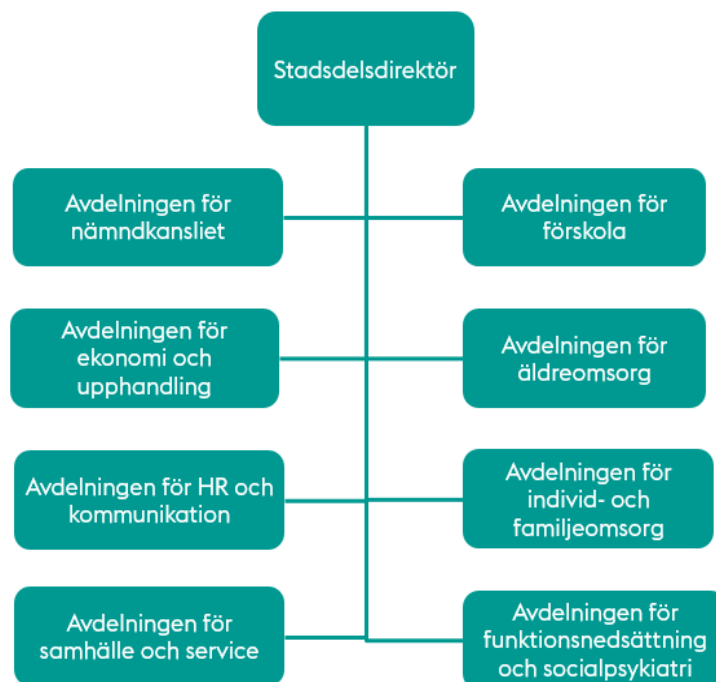 Stadsdelsdirektör
Avdelningen för
nämndkansliet
Avdelningen för
förskola
Avdelningen för
ekonomi och
upphandling
Avdelningen för
äldreomsorg
Avdelningen för HR och
kommunikation
Avdelningen för
individ- och
familjeomsorg
Avdelningen för
samhälle och service
Avdelningen för
funktionsnedsättning
och socialpsykiatri